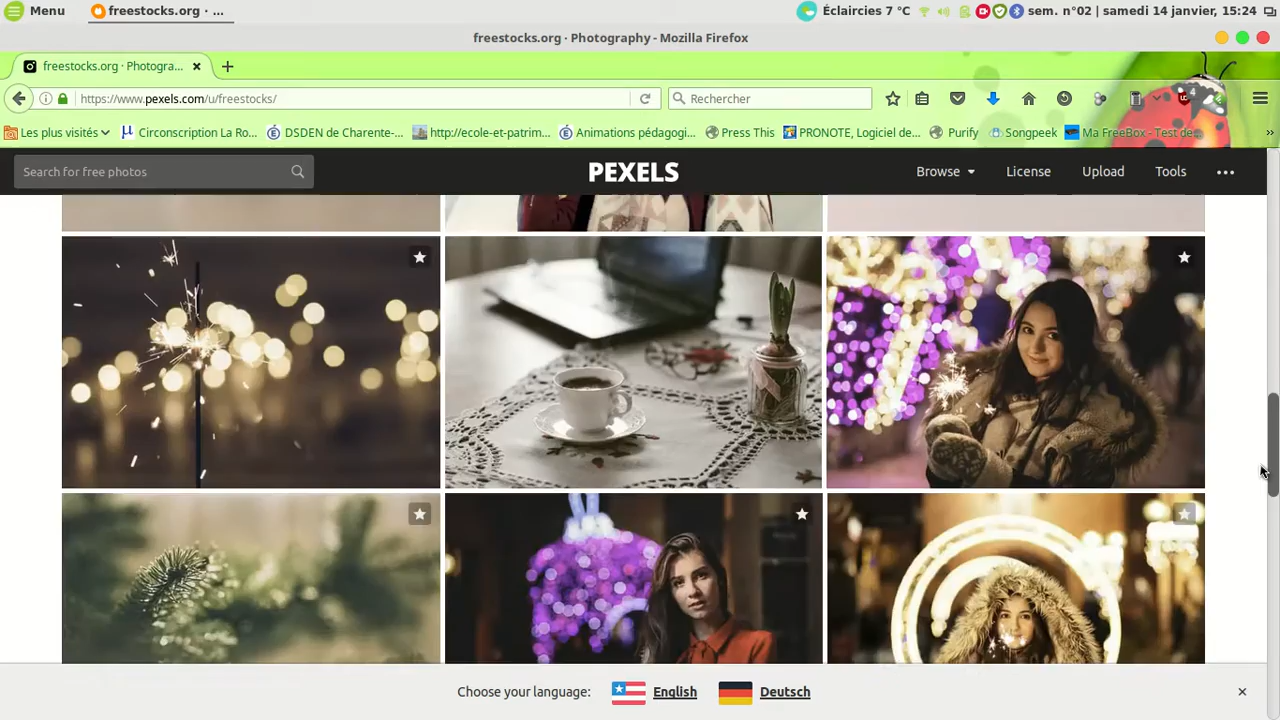 Menu freestocks.org · ... Éclaircies 7 °C sem. n°02 | samedi 14 janvier, 15:24
freestocks.org · Photography - Mozilla Firefox
freestocks.org · Photogra...
https://www.pexels.com/u/freestocks/ Rechercher
Les plus visités Circonscription La Ro... DSDEN de Charente-... http://ecole-et-patrim... Animations pédagogi... Press This PRONOTE, Logiciel de... Purify Songpeek Ma FreeBox - Test de...
Search for free photos PEXELS Browse License Upload Tools
Choose your language: English Deutsch